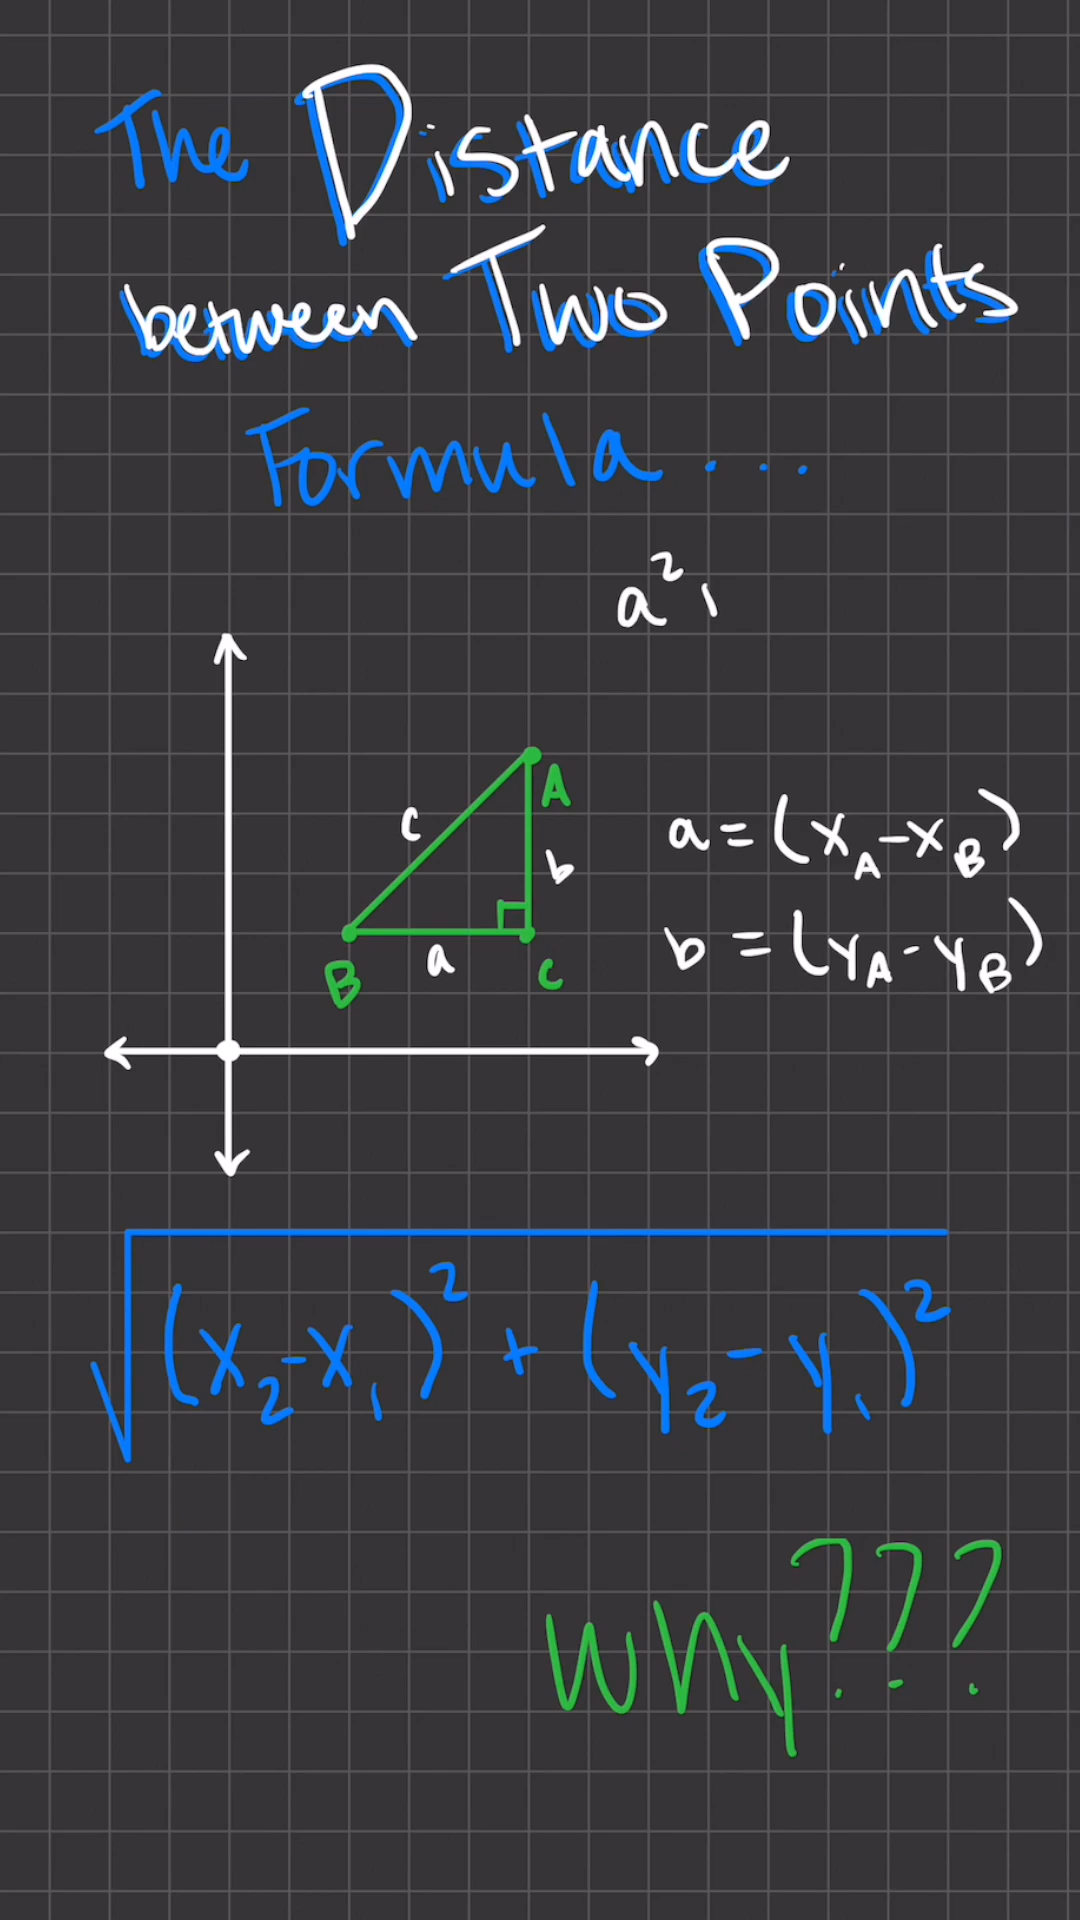 The Distance
between Two Points
Formula ...
a²
c
A
b
a = (x_A - x_B)
b = (y_A - y_B)
a
B
C
√((x₂ - x₁)² + (y₂ - y₁)²)
why???